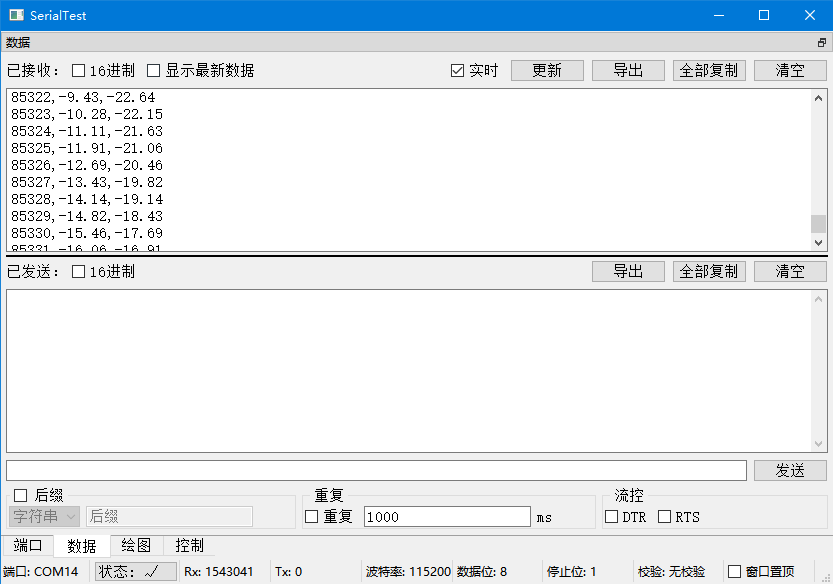 SerialTest
数据
已接收: 16进制 显示最新数据 实时 更新 导出 全部复制 清空
85322,-9.43,-22.64
85323,-10.28,-22.15
85324,-11.11,-21.63
85325,-11.91,-21.06
85326,-12.69,-20.46
85327,-13.43,-19.82
85328,-14.14,-19.14
85329,-14.82,-18.43
85330,-15.46,-17.69
85331,-16.06,-16.91
已发送: 16进制 导出 全部复制 清空
发送
后缀 重复 流控
字符串 后缀 重复 1000 ms DTR RTS
端口 数据 绘图 控制
端口: COM14 状态: √ Rx: 1543041 Tx: 0 波特率: 115200 数据位: 8 停止位: 1 校验: 无校验 窗口置顶